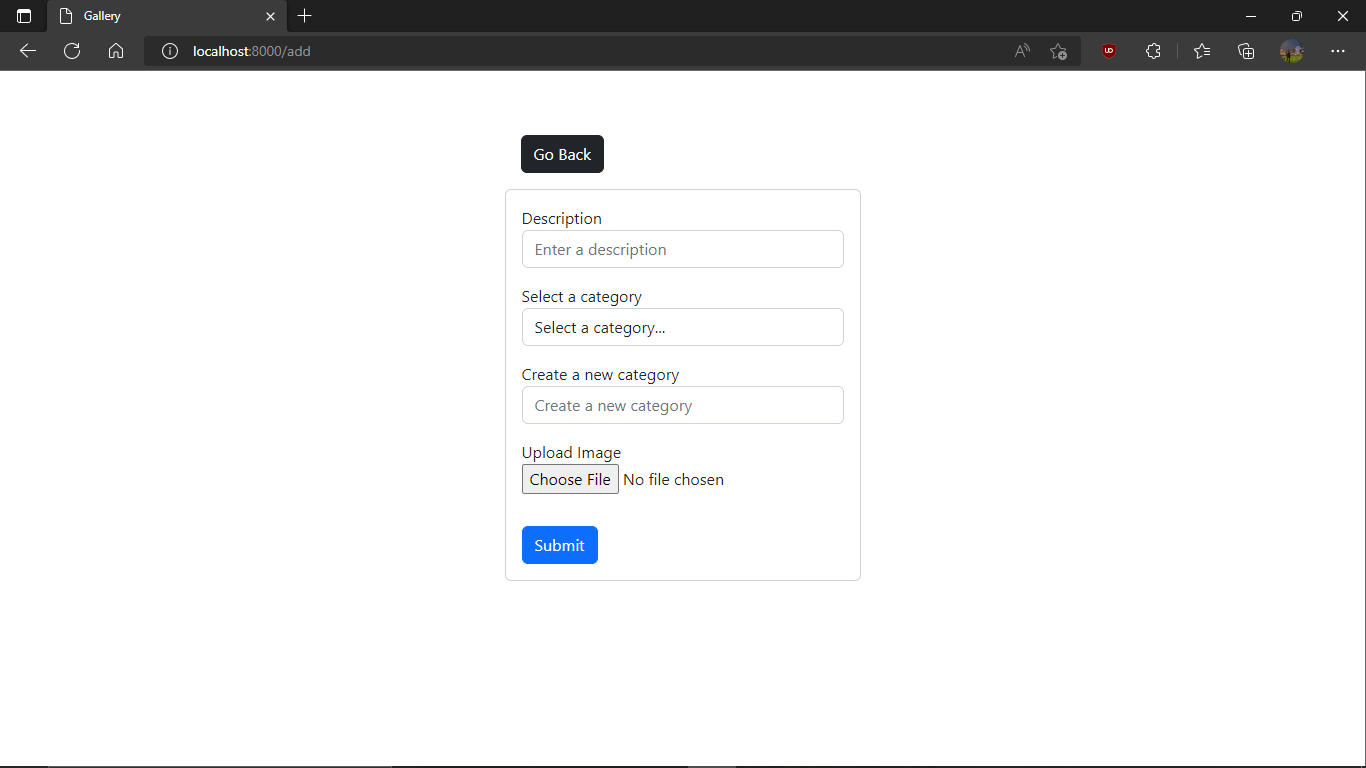 Gallery
localhost:8000/add
Go Back
Description
Enter a description
Select a category
Select a category...
Create a new category
Create a new category
Upload Image
Choose File No file chosen
Submit